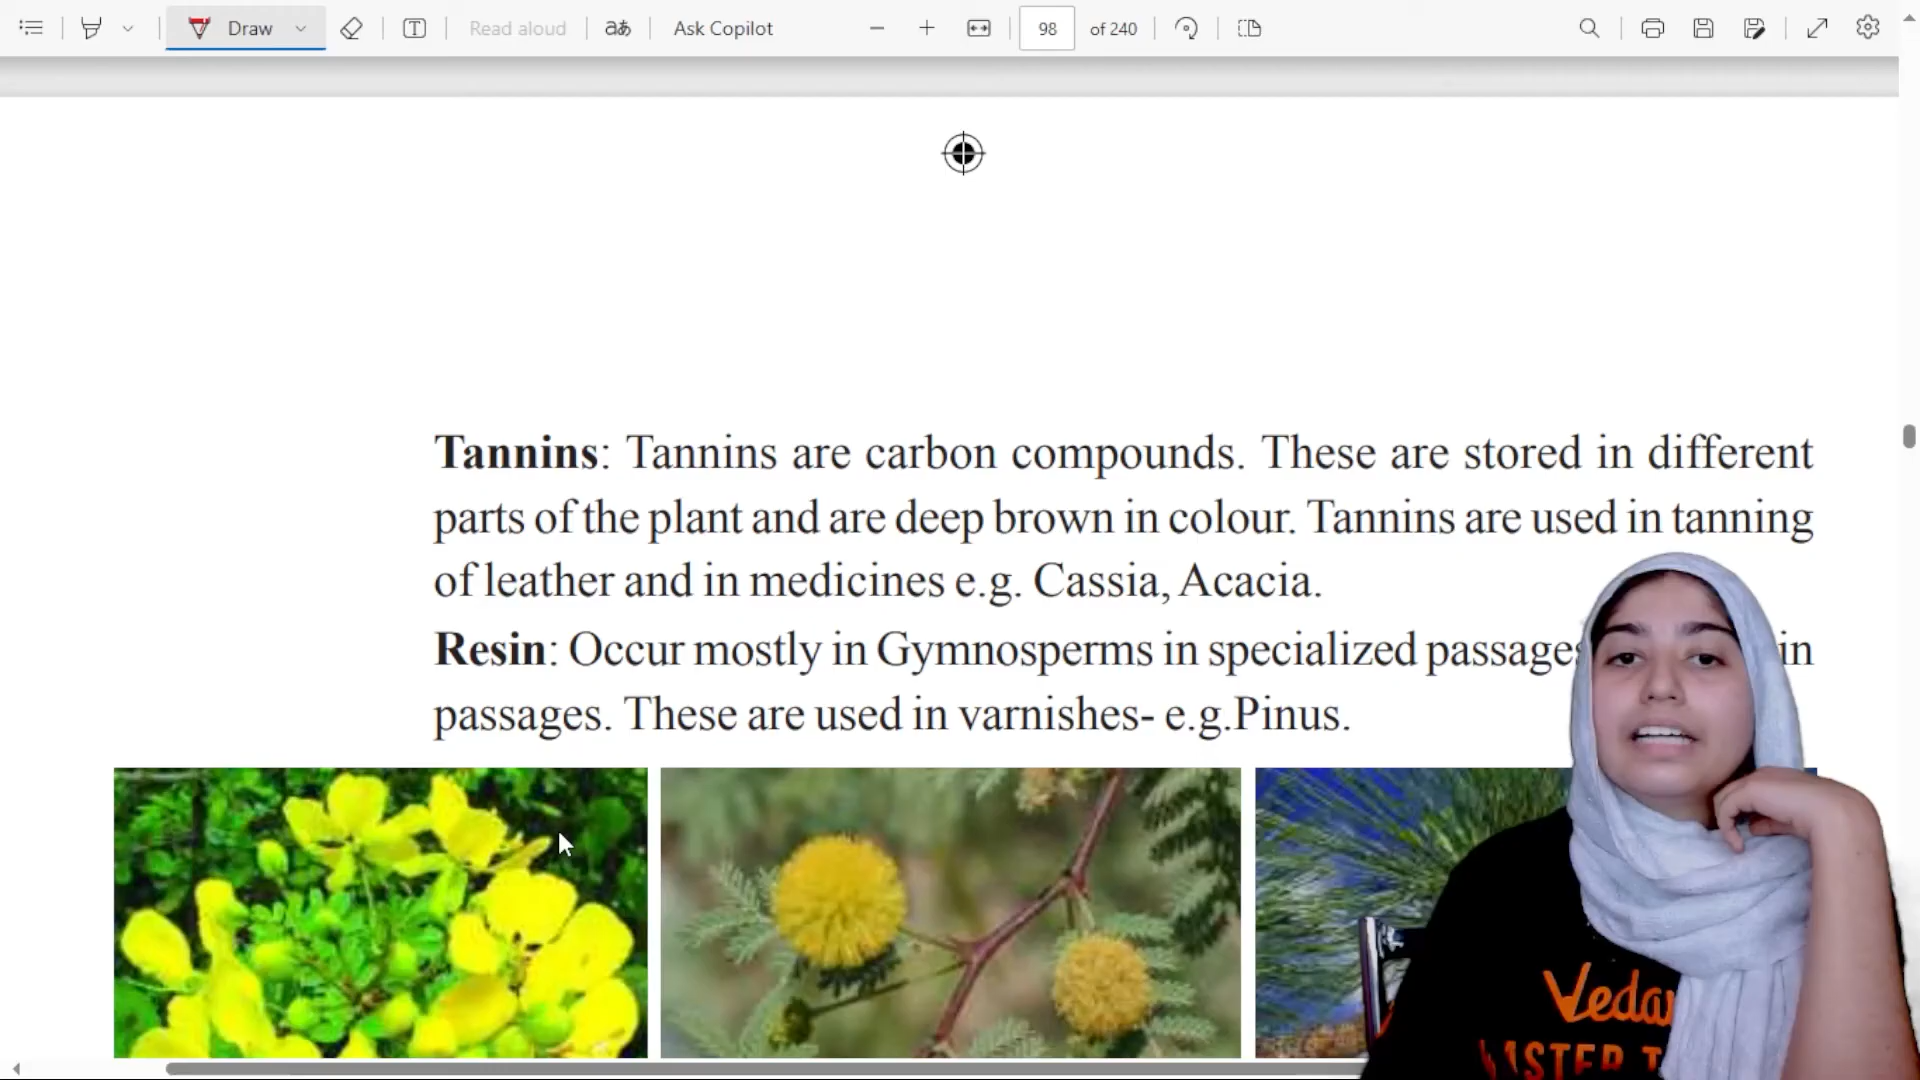 Draw
Read aloud
aあ
Ask Copilot
98
of 240
Tannins: Tannins are carbon compounds. These are stored in different
parts of the plant and are deep brown in colour. Tannins are used in tanning
of leather and in medicines e.g. Cassia, Acacia.
Resin: Occur mostly in Gymnosperms in specialized in
passages. These are used in varnishes- e.g.Pinus.